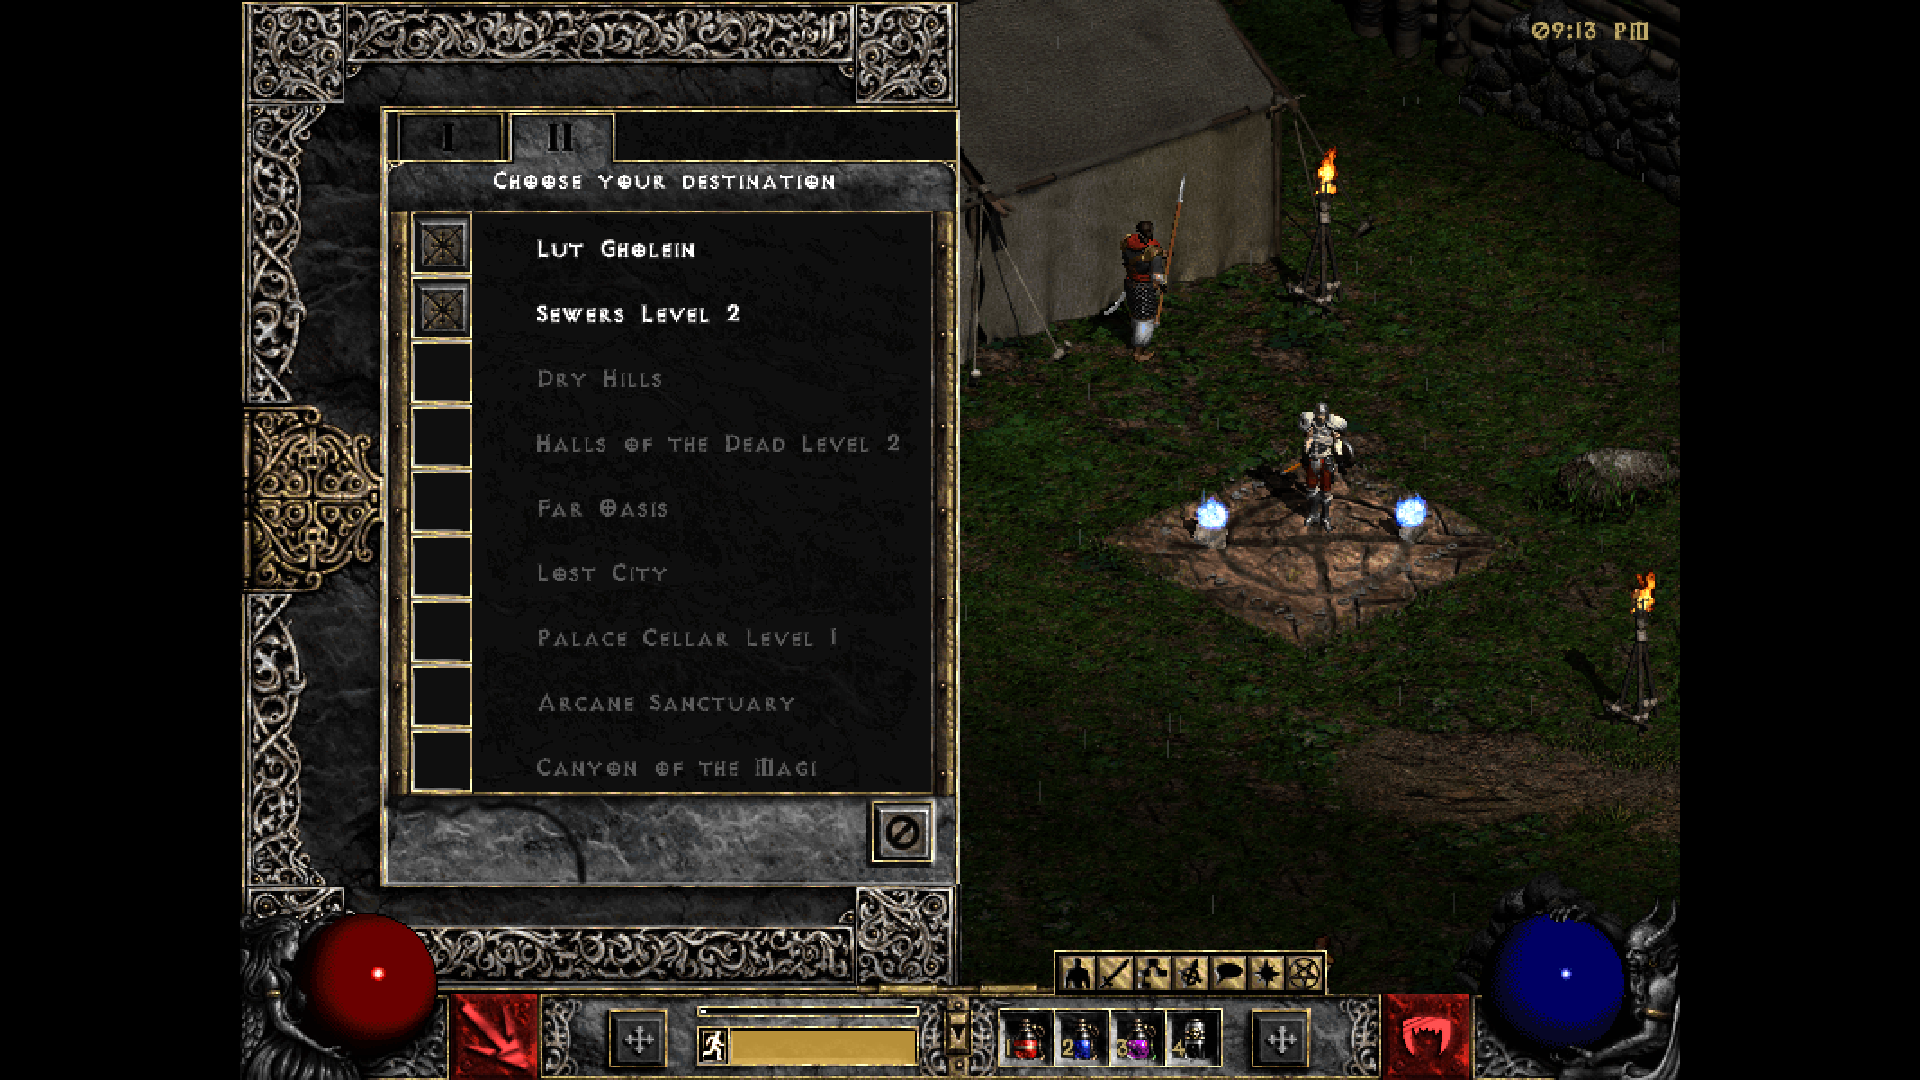 09:13 PM
I II
Choose your destination
Lut Gholein
Sewers Level 2
Dry Hills
Halls of the Dead Level 2
Far Oasis
Lost City
Palace Cellar Level 1
Arcane Sanctuary
Canyon of the Magi
2 3 4